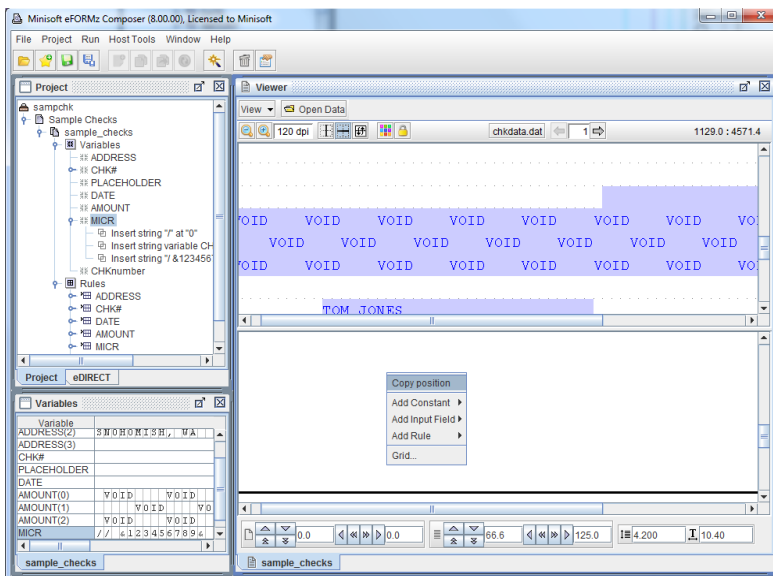 Minisoft eFORMz Composer (8.00.00), Licensed to Minisoft
File Project Run Host Tools Window Help
Project
sampchk
Sample Checks
sample_checks
Variables
ADDRESS
CHK#
PLACEHOLDER
DATE
AMOUNT
MICR
Insert string "/" at "0"
Insert string variable CH
Insert string "/ &123456
CHKnumber
Rules
ADDRESS
CHK#
DATE
AMOUNT
MICR
Project eDIRECT
Variables
Variable
ADDRESS(2) SNOHOMISH, WA
ADDRESS(3)
CHK#
PLACEHOLDER
DATE
AMOUNT(0) VOID VOID
AMOUNT(1) VOID VO
AMOUNT(2) VOID VOID
MICR // &123456789&
sample_checks
Viewer
View Open Data
120 dpi chkdata.dat 1 1129.0 : 4571.4
VOID VOID VOID VOID VOID VOID VOID VO
VOID VOID VOID VOID VOID VOID VOID
VOID VOID VOID VOID VOID VOID VOID VO
TOM JONES
Copy position
Add Constant
Add Input Field
Add Rule
Grid...
0.0 0.0 66.6 125.0 4.200 10.40
sample_checks